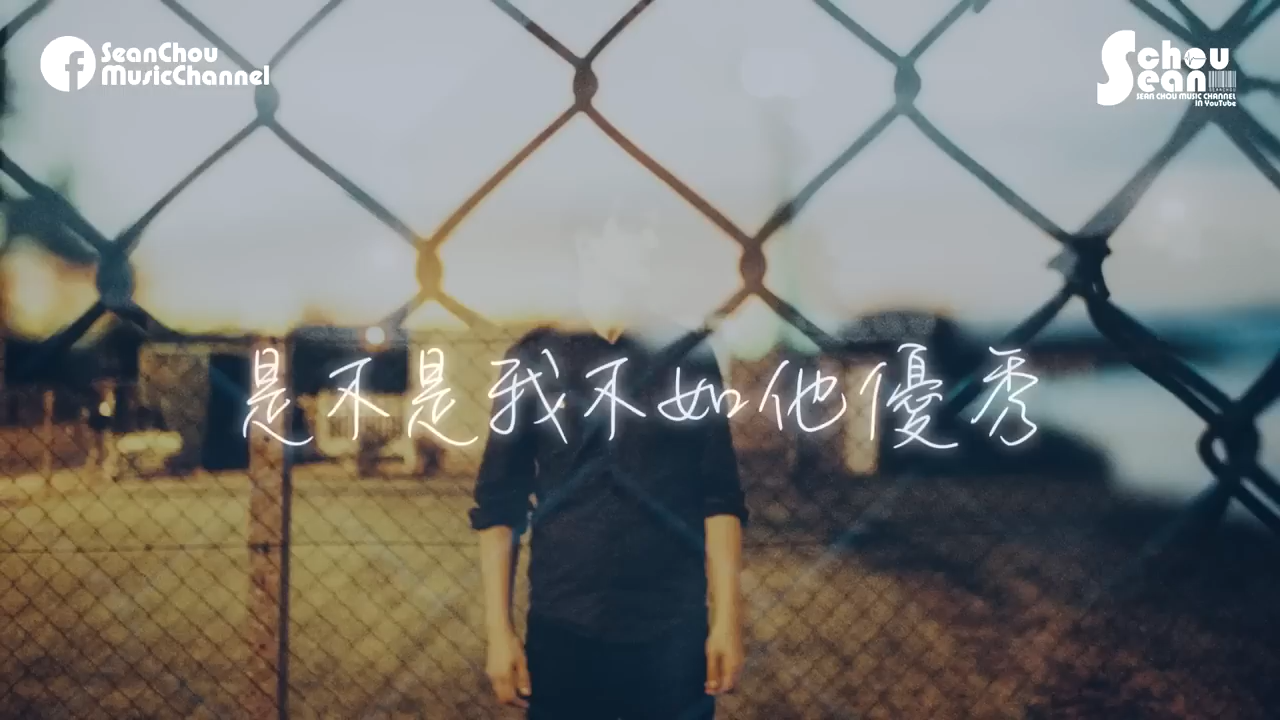 SeanChou
MusicChannel
Schou
Sean
SEAN CHOU MUSIC CHANNEL
IN YouTube
是不是我不如他優秀